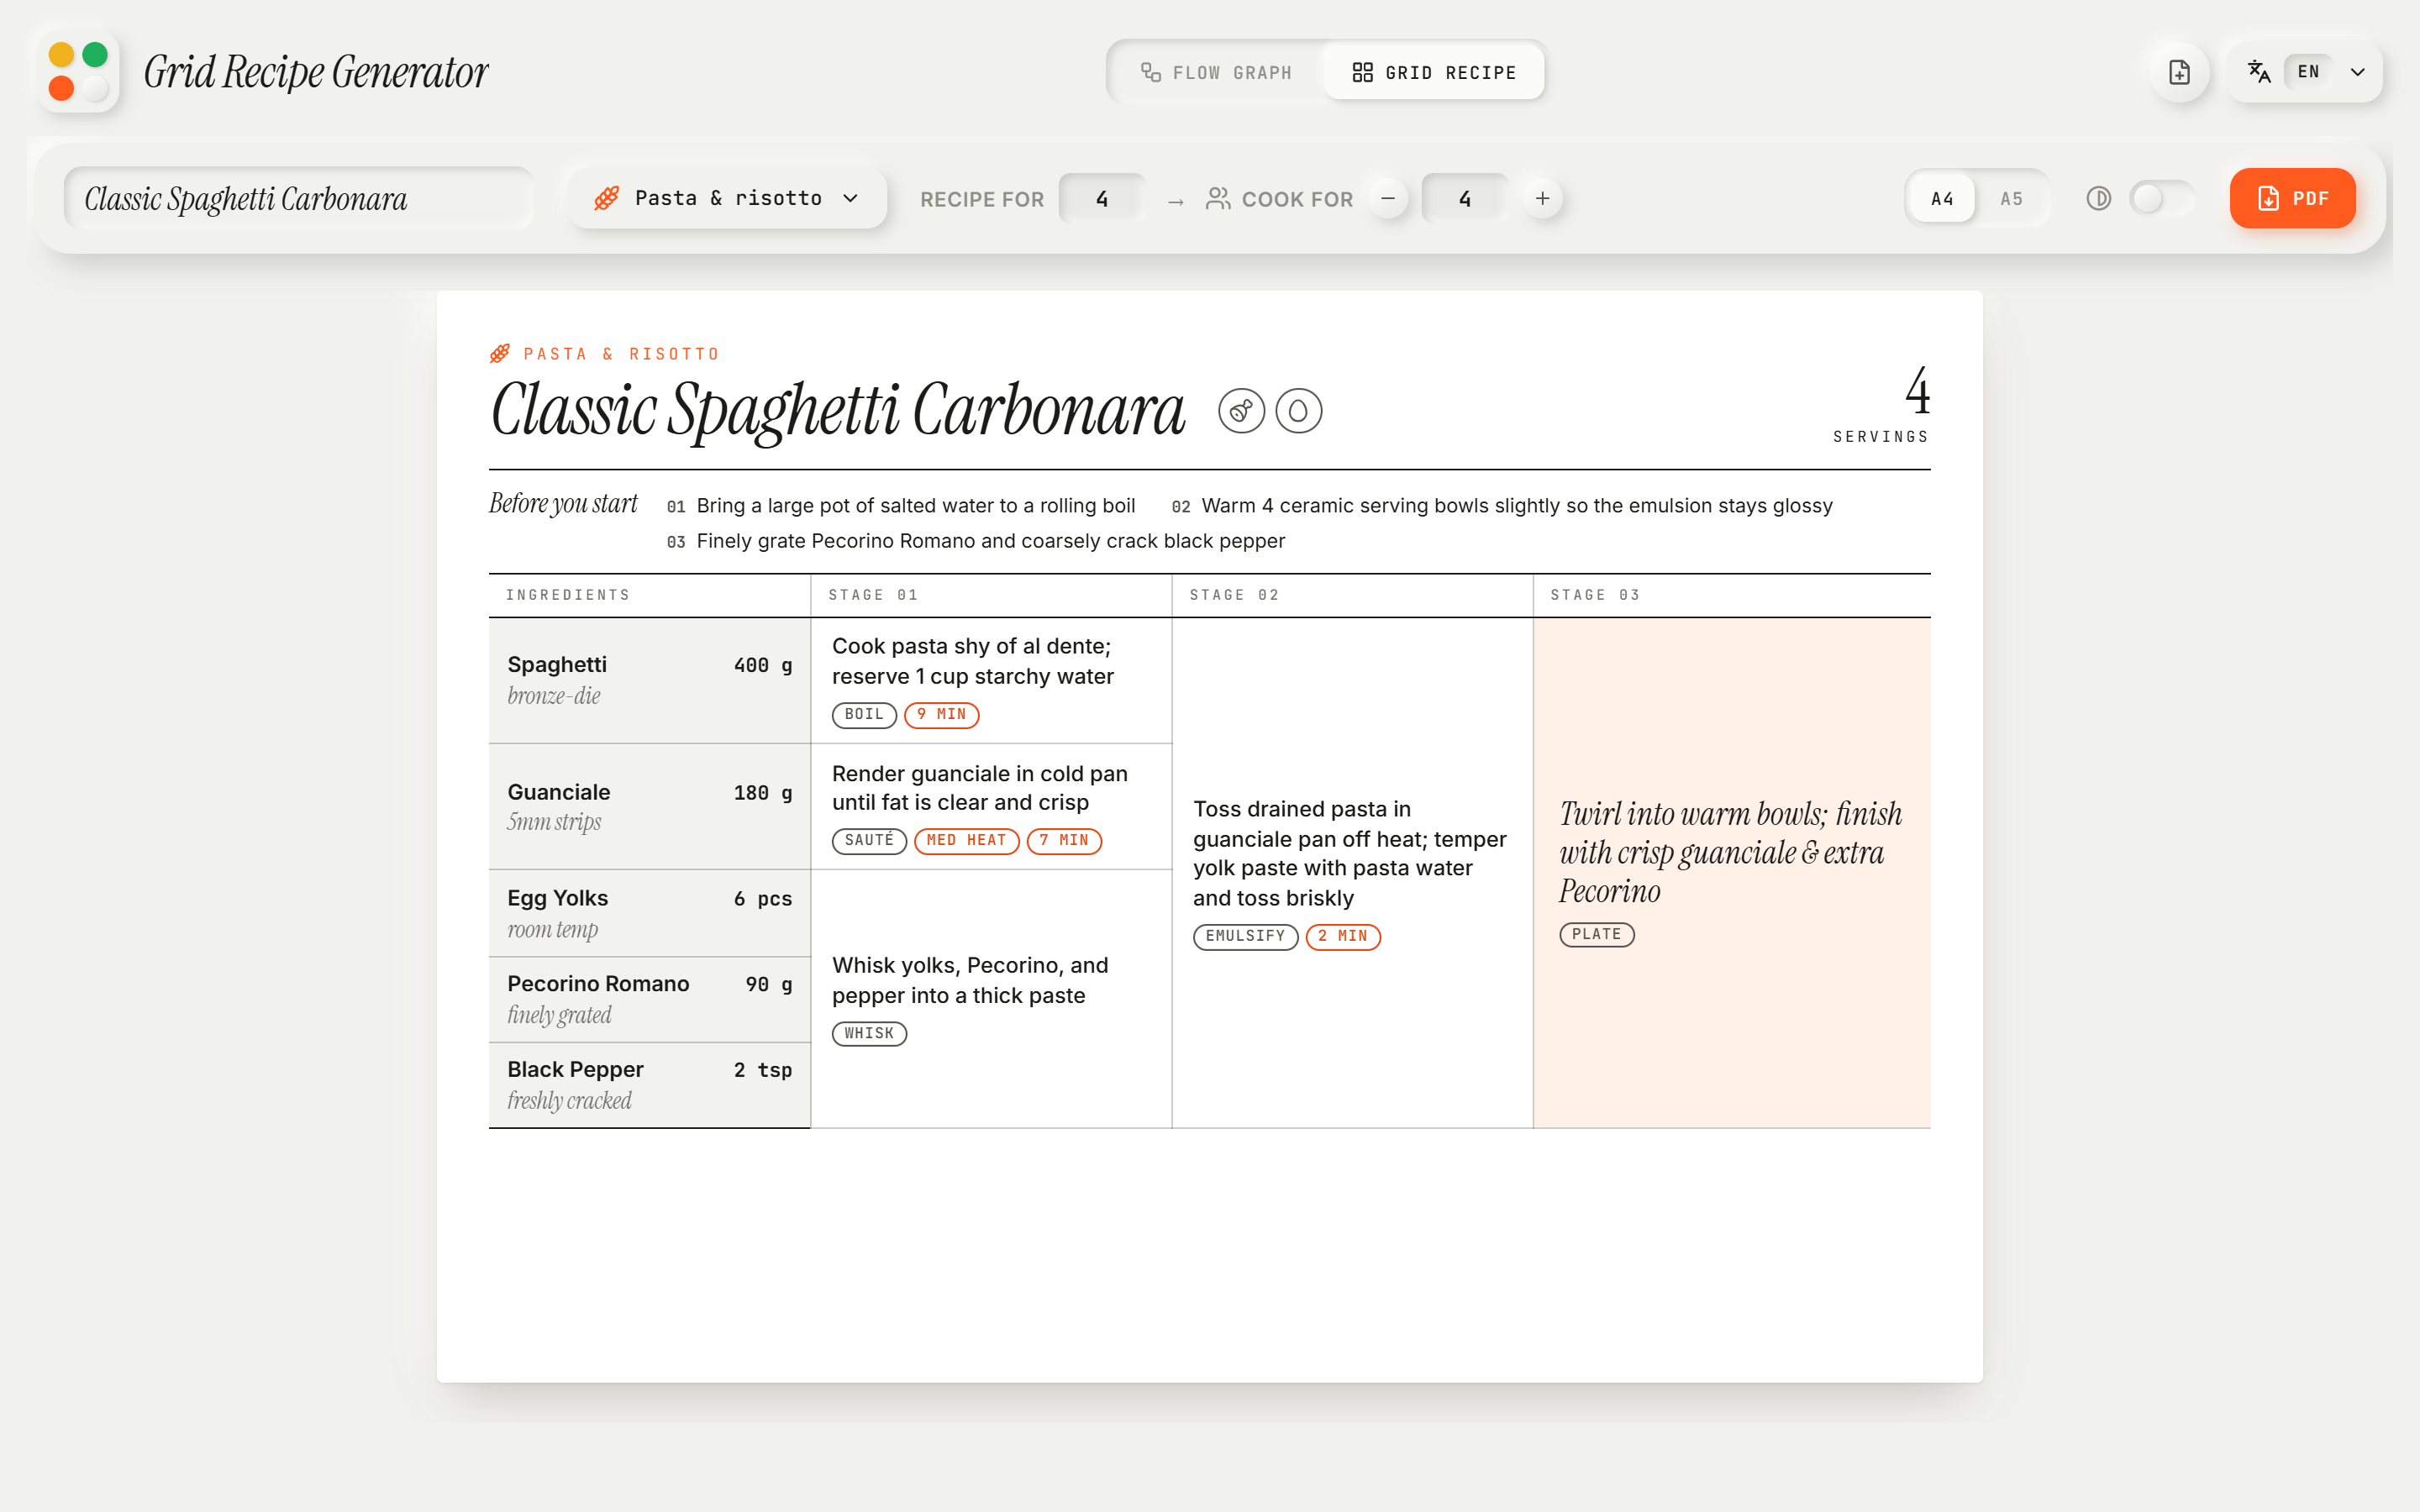 Grid Recipe Generator
FLOW GRAPH
GRID RECIPE
EN
Classic Spaghetti Carbonara
Pasta & risotto
RECIPE FOR 4 → COOK FOR − 4 +
A4 A5
PDF
PASTA & RISOTTO
Classic Spaghetti Carbonara
4
SERVINGS
Before you start
01 Bring a large pot of salted water to a rolling boil
02 Warm 4 ceramic serving bowls slightly so the emulsion stays glossy
03 Finely grate Pecorino Romano and coarsely crack black pepper
INGREDIENTS
STAGE 01
STAGE 02
STAGE 03
Spaghetti 400 g
bronze-die
Cook pasta shy of al dente;
reserve 1 cup starchy water
BOIL 9 MIN
Guanciale 180 g
5mm strips
Render guanciale in cold pan
until fat is clear and crisp
SAUTÉ MED HEAT 7 MIN
Egg Yolks 6 pcs
room temp
Pecorino Romano 90 g
finely grated
Black Pepper 2 tsp
freshly cracked
Whisk yolks, Pecorino, and
pepper into a thick paste
WHISK
Toss drained pasta in
guanciale pan off heat; temper
yolk paste with pasta water
and toss briskly
EMULSIFY 2 MIN
Twirl into warm bowls; finish
with crisp guanciale & extra
Pecorino
PLATE